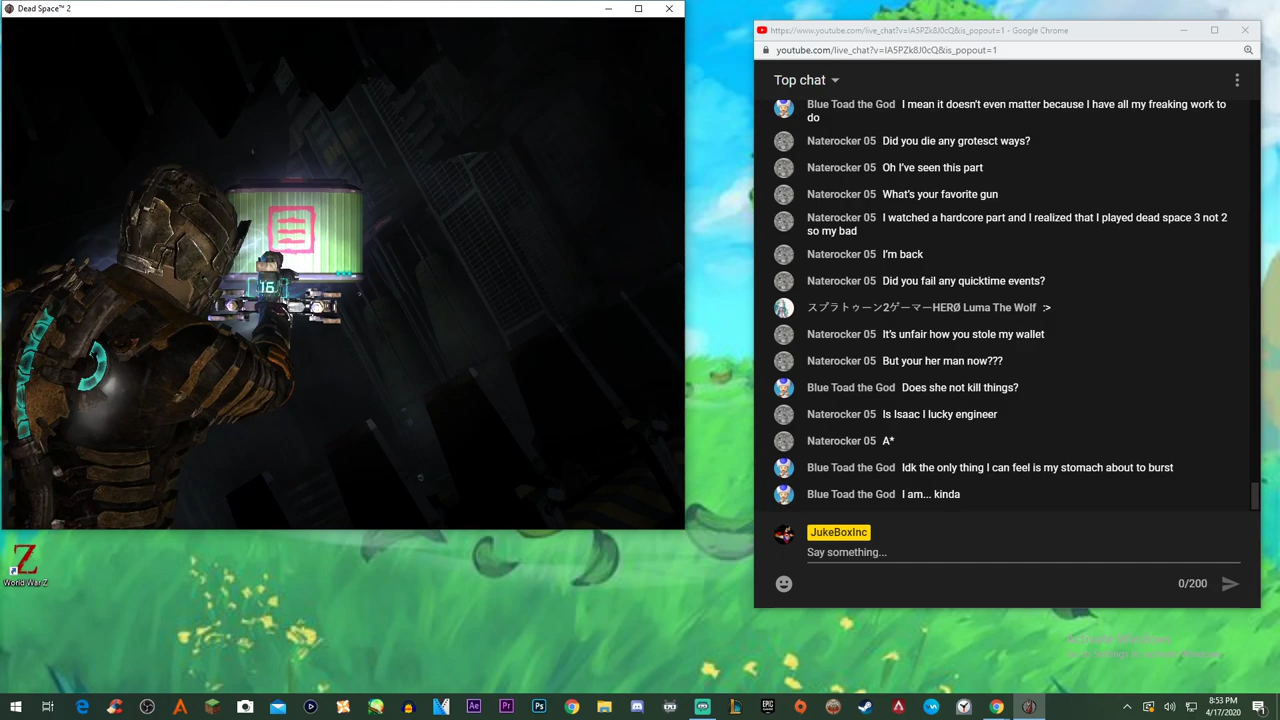 Dead Space™ 2
16
World War Z
https://www.youtube.com/live_chat?v=IA5PZk8J0cQ&is_popout=1 - Google Chrome
youtube.com/live_chat?v=IA5PZk8J0cQ&is_popout=1
Top chat
Blue Toad the God I mean it doesn't even matter because I have all my freaking work to
do
Naterocker 05 Did you die any grotesct ways?
Naterocker 05 Oh I've seen this part
Naterocker 05 What's your favorite gun
Naterocker 05 I watched a hardcore part and I realized that I played dead space 3 not 2
so my bad
Naterocker 05 I'm back
Naterocker 05 Did you fail any quicktime events?
スプラトゥーン2ゲーマーHERØ Luma The Wolf :>
Naterocker 05 It's unfair how you stole my wallet
Naterocker 05 But your her man now???
Blue Toad the God Does she not kill things?
Naterocker 05 Is Isaac I lucky engineer
Naterocker 05 A*
Blue Toad the God Idk the only thing I can feel is my stomach about to burst
Blue Toad the God I am... kinda
JukeBoxInc
Say something...
0/200
8:53 PM
4/17/2020